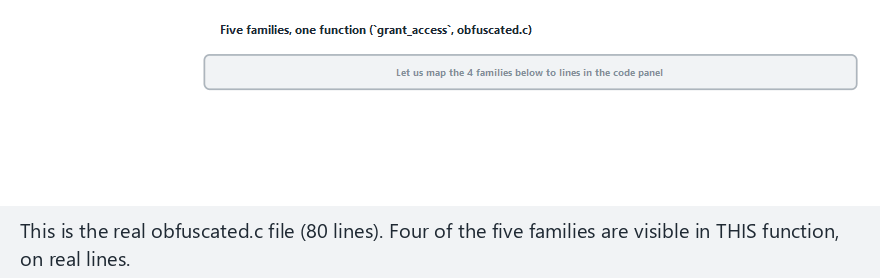 Five families, one function (`grant_access`, obfuscated.c)
Let us map the 4 families below to lines in the code panel
This is the real obfuscated.c file (80 lines). Four of the five families are visible in THIS function,
on real lines.